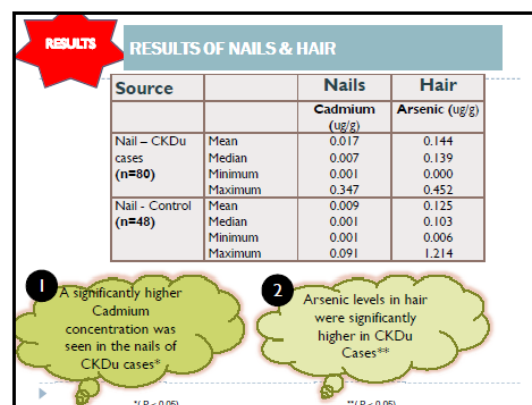 RESULTS
RESULTS OF NAILS & HAIR
Source Nails Hair
Cadmium (ug/g) Arsenic (ug/g)
Nail – CKDu cases (n=80) Mean 0.017 0.144
Median 0.007 0.139
Minimum 0.001 0.000
Maximum 0.347 0.452
Nail - Control (n=48) Mean 0.009 0.125
Median 0.001 0.103
Minimum 0.001 0.006
Maximum 0.091 1.214
1
A significantly higher
Cadmium
concentration was
seen in the nails of
CKDu cases*
2
Arsenic levels in hair
were significantly
higher in CKDu
Cases**
*( P < 0.05)
**( P < 0.05)